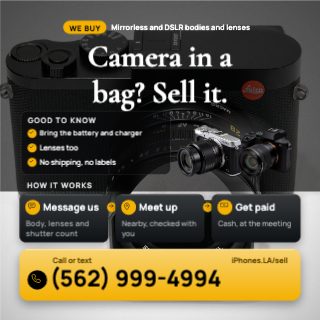 WE BUY Mirrorless and DSLR bodies and lenses
Camera in a
bag? Sell it.
Leica
GOOD TO KNOW
Bring the battery and charger
Lenses too
No shipping, no labels
HOW IT WORKS
Message us
Body, lenses and
shutter count
Meet up
Nearby, checked with
you
Get paid
Cash, at the meeting
Call or text
iPhones.LA/sell
(562) 999-4994